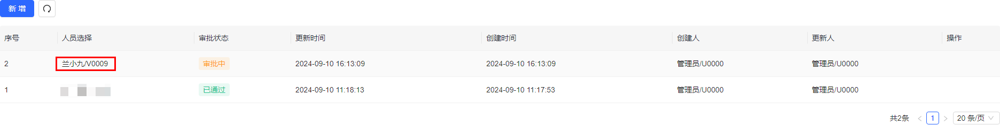 新 增
序号 人员选择 审批状态 更新时间 创建时间 创建人 更新人 操作
2 兰小九/V0009 审批中 2024-09-10 16:13:09 2024-09-10 16:13:09 管理员/U0000 管理员/U0000
1 已通过 2024-09-10 11:18:13 2024-09-10 11:17:53 管理员/U0000 管理员/U0000
共2条 1 20 条/页